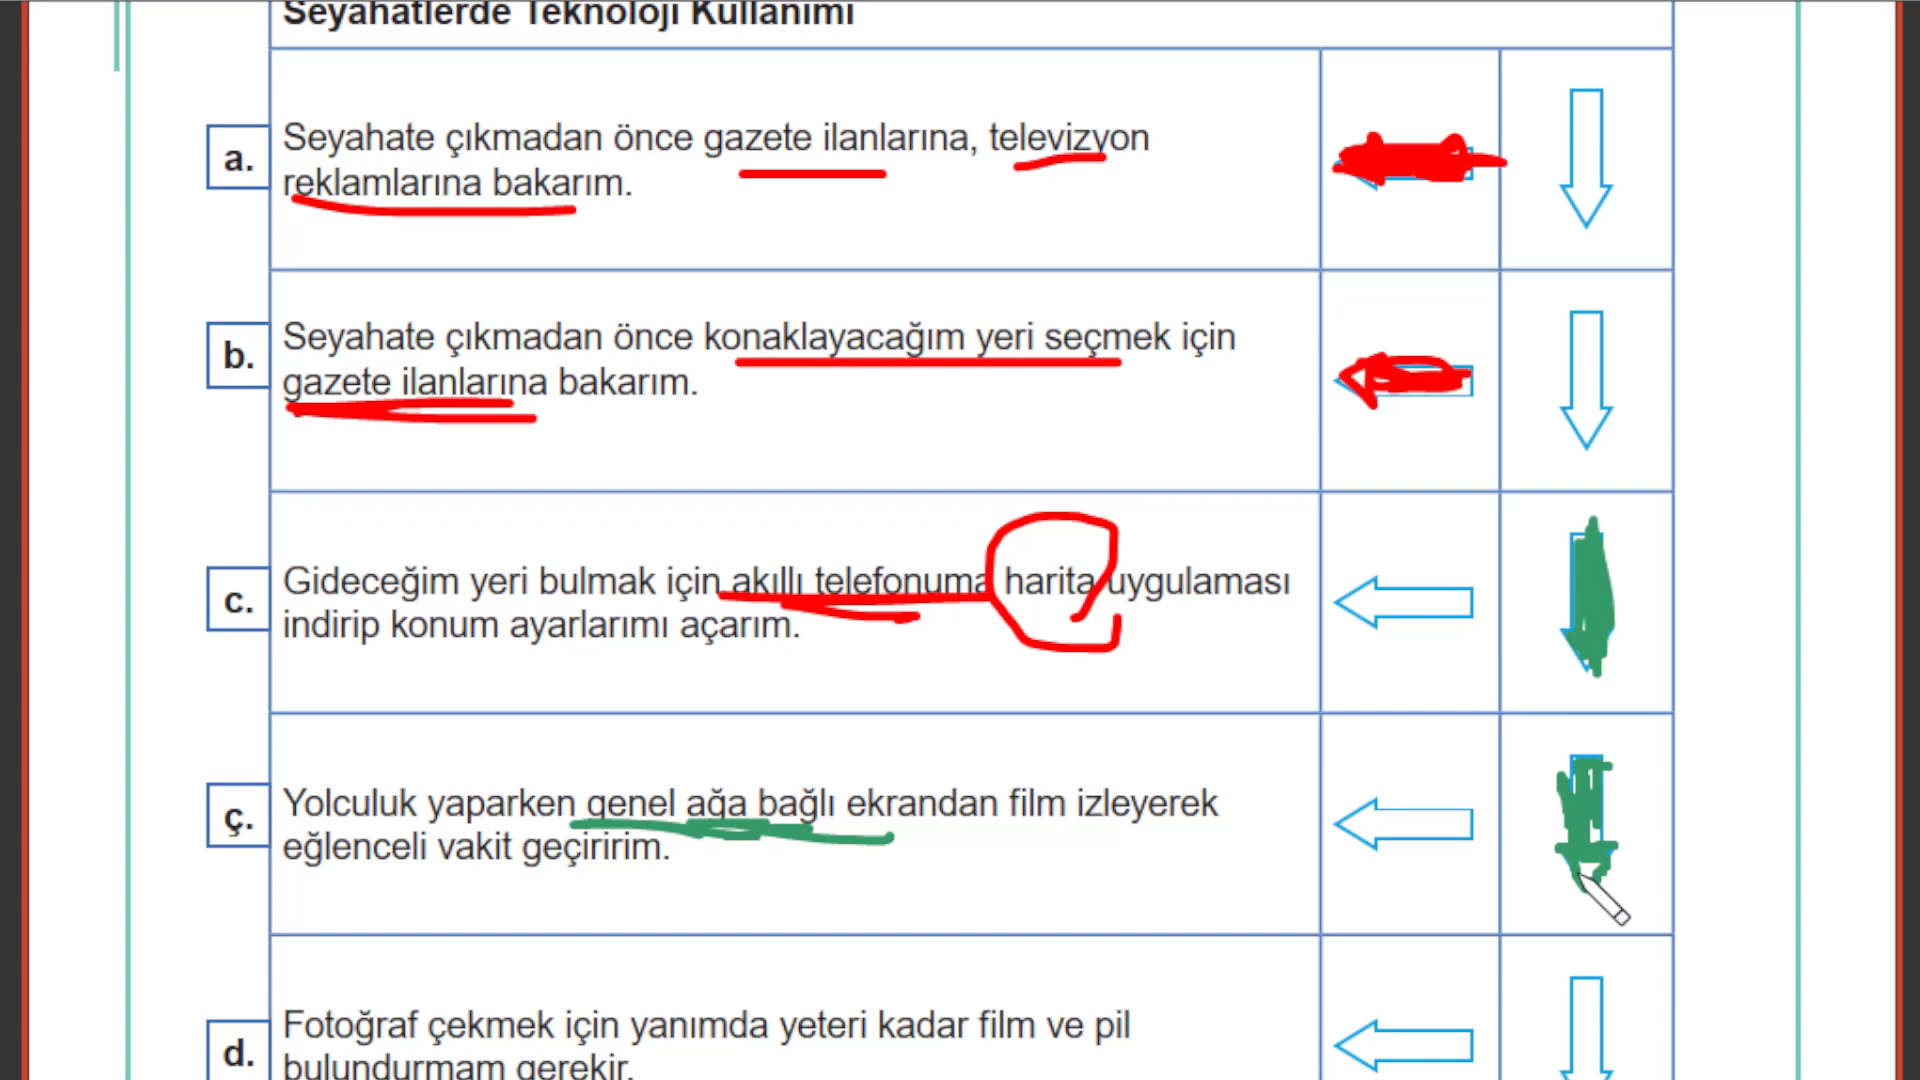 Seyahatlerde Teknoloji Kullanımı
a.
Seyahate çıkmadan önce gazete ilanlarına, televizyon
reklamlarına bakarım.
b.
Seyahate çıkmadan önce konaklayacağım yeri seçmek için
gazete ilanlarına bakarım.
c.
Gideceğim yeri bulmak için akıllı telefonuma harita uygulaması
indirip konum ayarlarımı açarım.
ç.
Yolculuk yaparken genel ağa bağlı ekrandan film izleyerek
eğlenceli vakit geçiririm.
d.
Fotoğraf çekmek için yanımda yeteri kadar film ve pil
bulundurmam gerekir.